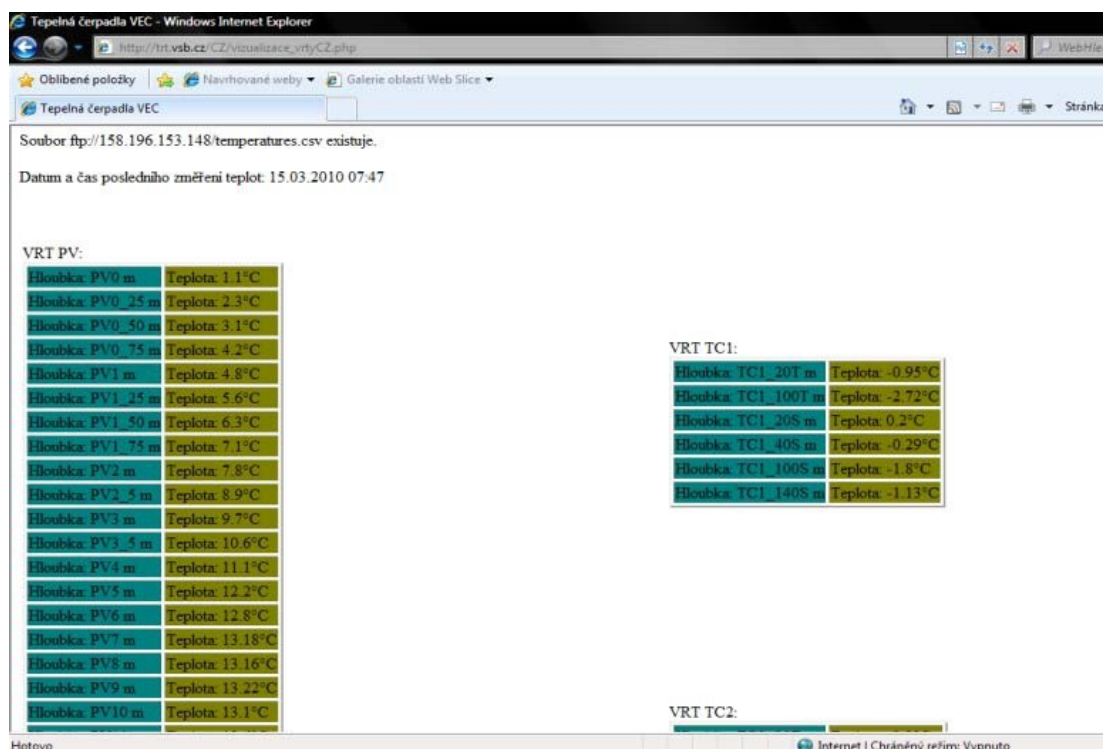 Tepelná čerpadla VEC - Windows Internet Explorer
http://trt.vsb.cz/CZ/vizualizace_vrtyCZ.php
WebHle
Oblíbené položky Navrhované weby Galerie oblastí Web Slice
Tepelná čerpadla VEC
Stránka
Soubor ftp://158.196.153.148/temperatures.csv existuje.
Datum a čas posledního změření teplot: 15.03.2010 07:47
VRT PV:
Hloubka: PV0 m Teplota: 1.1°C
Hloubka: PV0_25 m Teplota: 2.3°C
Hloubka: PV0_50 m Teplota: 3.1°C
Hloubka: PV0_75 m Teplota: 4.2°C
Hloubka: PV1 m Teplota: 4.8°C
Hloubka: PV1_25 m Teplota: 5.6°C
Hloubka: PV1_50 m Teplota: 6.3°C
Hloubka: PV1_75 m Teplota: 7.1°C
Hloubka: PV2 m Teplota: 7.8°C
Hloubka: PV2_5 m Teplota: 8.9°C
Hloubka: PV3 m Teplota: 9.7°C
Hloubka: PV3_5 m Teplota: 10.6°C
Hloubka: PV4 m Teplota: 11.1°C
Hloubka: PV5 m Teplota: 12.2°C
Hloubka: PV6 m Teplota: 12.8°C
Hloubka: PV7 m Teplota: 13.18°C
Hloubka: PV8 m Teplota: 13.16°C
Hloubka: PV9 m Teplota: 13.22°C
Hloubka: PV10 m Teplota: 13.1°C
VRT TC1:
Hloubka: TC1_20T m Teplota: -0.95°C
Hloubka: TC1_100T m Teplota: -2.72°C
Hloubka: TC1_20S m Teplota: 0.2°C
Hloubka: TC1_40S m Teplota: -0.29°C
Hloubka: TC1_100S m Teplota: -1.8°C
Hloubka: TC1_140S m Teplota: -1.13°C
VRT TC2:
Hotovo
Internet | Chráněný režim: Vypnuto